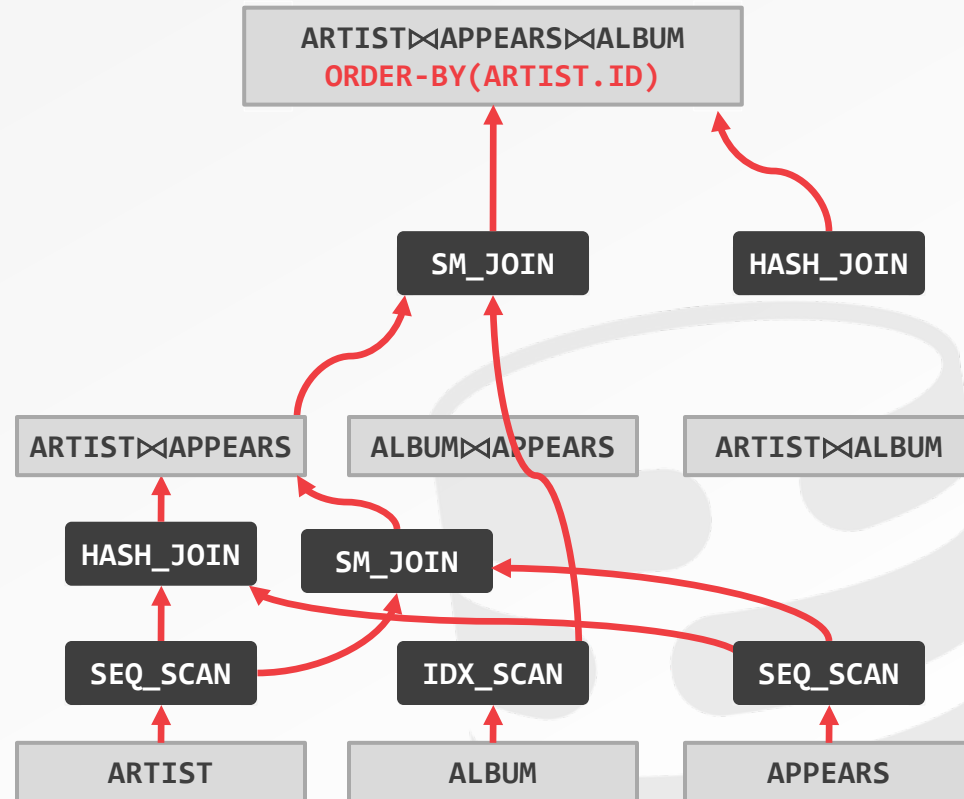 ARTIST⋈APPEARS⋈ALBUM
ORDER-BY(ARTIST.ID)
SM_JOIN
HASH_JOIN
ARTIST⋈APPEARS
ALBUM⋈APPEARS
ARTIST⋈ALBUM
HASH_JOIN
SM_JOIN
SEQ_SCAN
IDX_SCAN
SEQ_SCAN
ARTIST
ALBUM
APPEARS